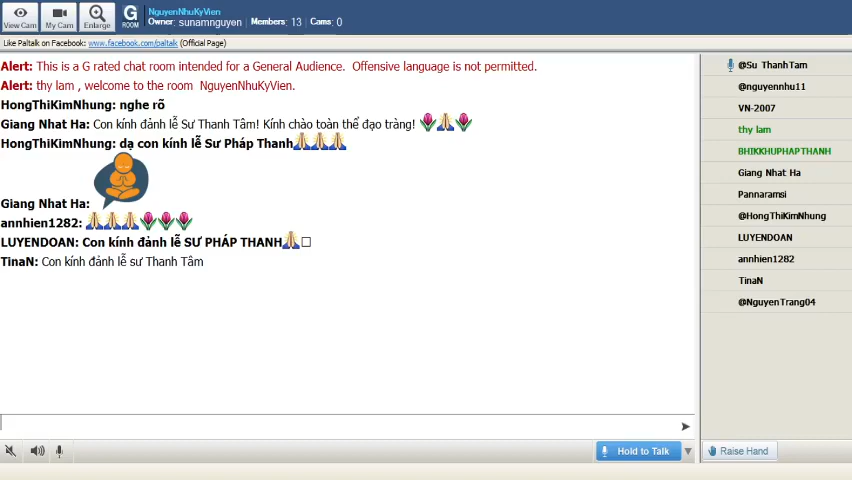 NguyenNhuKyVien
Owner: sunamnguyen Members: 13 Cams: 0
View Cam My Cam Enlarge G ROOM
Like Paltalk on Facebook: www.facebook.com/paltalk (Official Page)
Alert: This is a G rated chat room intended for a General Audience. Offensive language is not permitted.
Alert: thy lam , welcome to the room NguyenNhuKyVien.
HongThiKimNhung: nghe rõ
Giang Nhat Ha: Con kính đảnh lễ Sư Thanh Tâm! Kính chào toàn thể đạo tràng!
HongThiKimNhung: dạ con kính lễ Sư Pháp Thanh
Giang Nhat Ha:
annhien1282:
LUYENDOAN: Con kính đảnh lễ SƯ PHÁP THANH
TinaN: Con kính đảnh lễ sư Thanh Tâm
@Su ThanhTam
@nguyennhu11
VN-2007
thy lam
BHIKKHUPHAPTHANH
Giang Nhat Ha
Pannaramsi
@HongThiKimNhung
LUYENDOAN
annhien1282
TinaN
@NguyenTrang04
Hold to Talk
Raise Hand